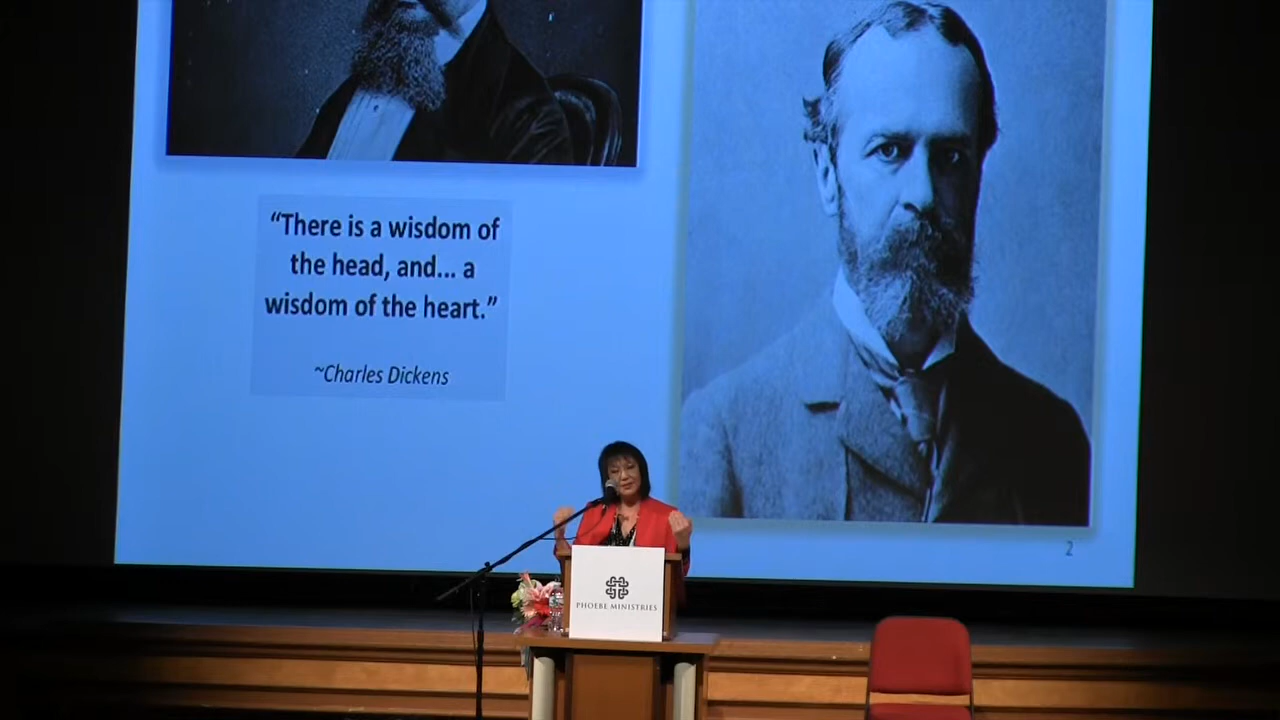 “There is a wisdom of
the head, and... a
wisdom of the heart.”
~Charles Dickens
2
PHOEBE MINISTRIES